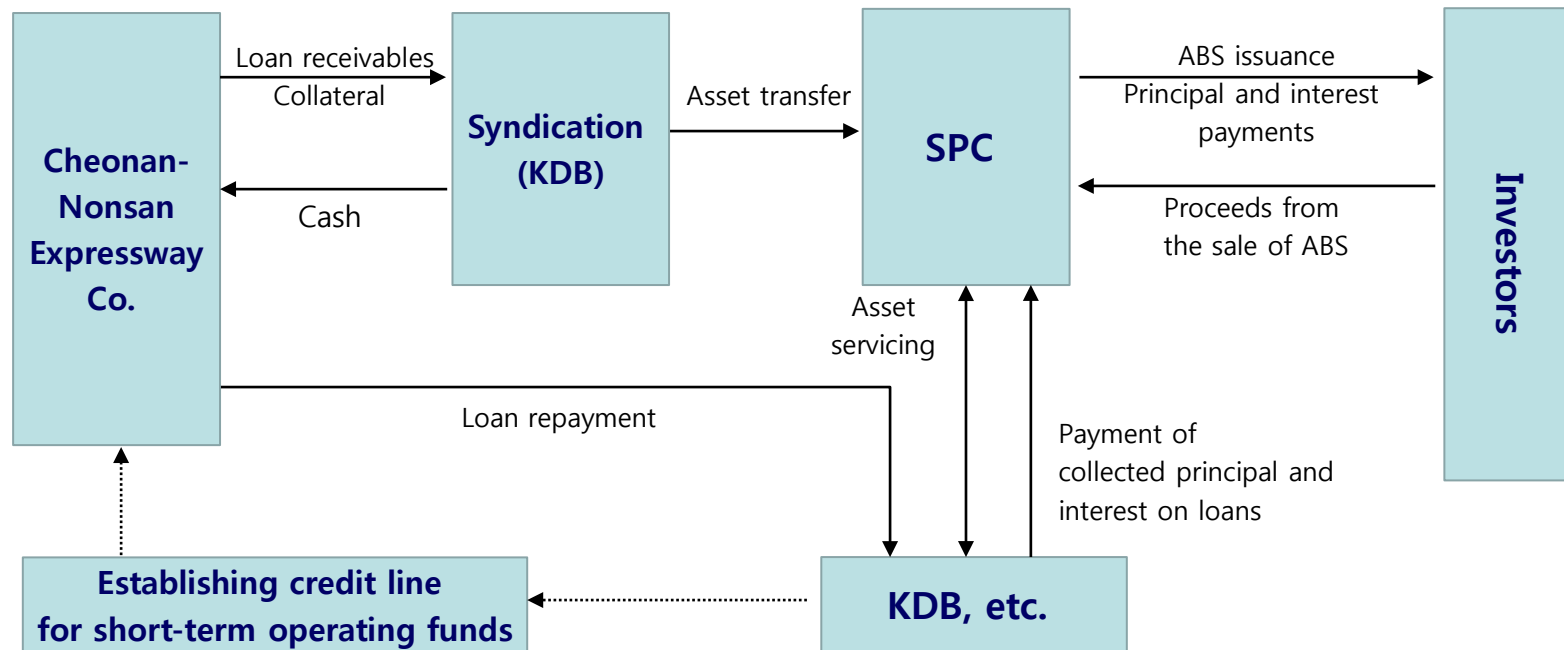 Loan receivables
Collateral
Cheonan-
Nonsan
Expressway
Co.
Cash
Syndication
(KDB)
Asset transfer
SPC
ABS issuance
Principal and interest
payments
Proceeds from
the sale of ABS
Investors
Asset
servicing
Loan repayment
Payment of
collected principal and
interest on loans
Establishing credit line
for short-term operating funds
KDB, etc.